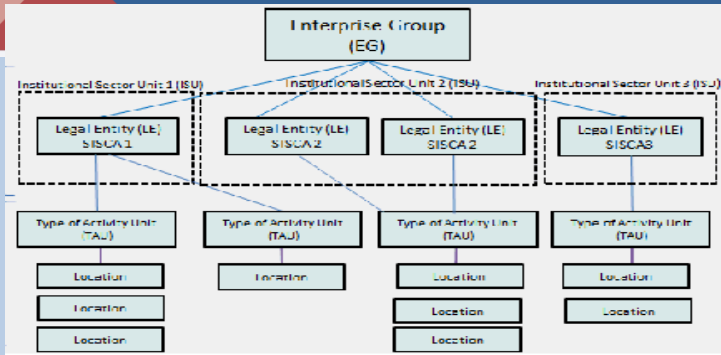 Enterprise Group
(EG)
Institutional Sector Unit 1 (ISU)
Institutional Sector Unit 2 (ISU)
Institutional Sector Unit 3 (ISU)
Legal Entity (LE)
SISCA 1
Legal Entity (LE)
SISCA 2
Legal Entity (LE)
SISCA 2
Legal Entity (LE)
SISCA3
Type of Activity Unit
(TAU)
Type of Activity Unit
(TAU)
Type of Activity Unit
(TAU)
Type of Activity Unit
(TAU)
Location
Location
Location
Location
Location
Location
Location
Location
Location